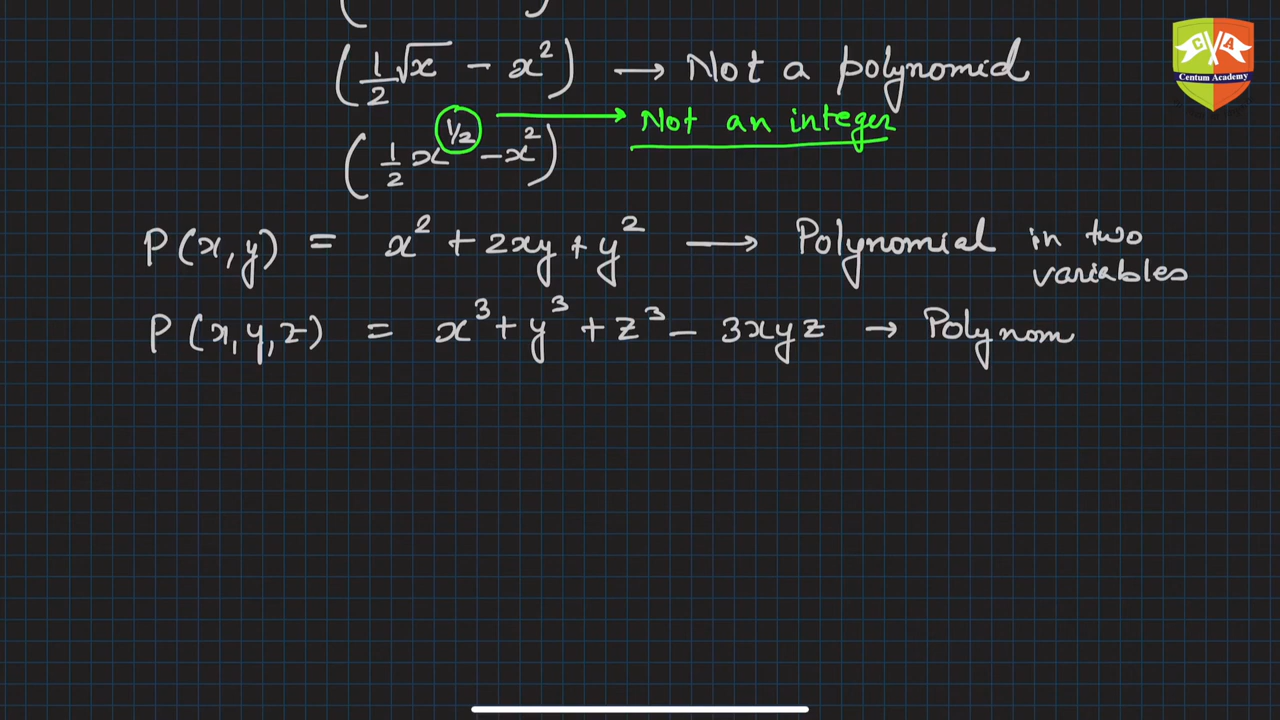 (1/2 √x − x²) → Not a polynomial
(1/2 x^1/2 − x²) → Not an integer
P(x,y) = x² + 2xy + y² → Polynomial in two variables
P(x,y,z) = x³ + y³ + z³ − 3xyz → Polynom
C A
Centum Academy